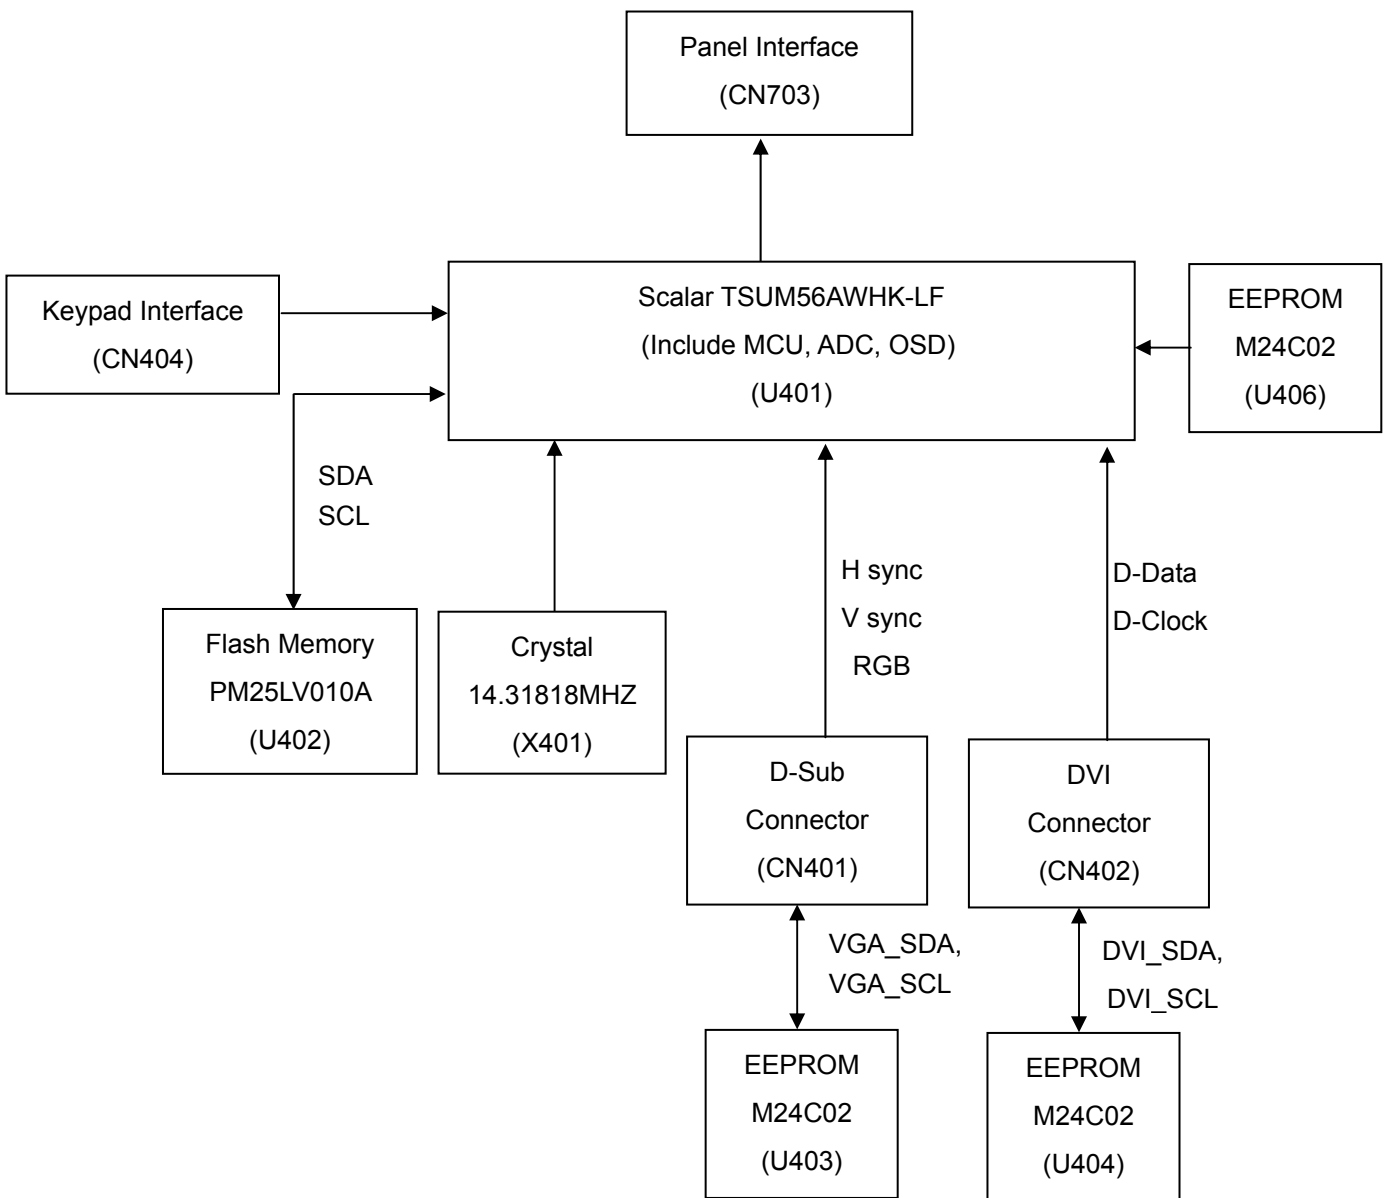 Panel Interface
(CN703)
Keypad Interface
(CN404)
Scalar TSUM56AWHK-LF
(Include MCU, ADC, OSD)
(U401)
EEPROM
M24C02
(U406)
SDA
SCL
H sync
V sync
RGB
D-Data
D-Clock
Flash Memory
PM25LV010A
(U402)
Crystal
14.31818MHZ
(X401)
D-Sub
Connector
(CN401)
DVI
Connector
(CN402)
VGA_SDA,
VGA_SCL
DVI_SDA,
DVI_SCL
EEPROM
M24C02
(U403)
EEPROM
M24C02
(U404)